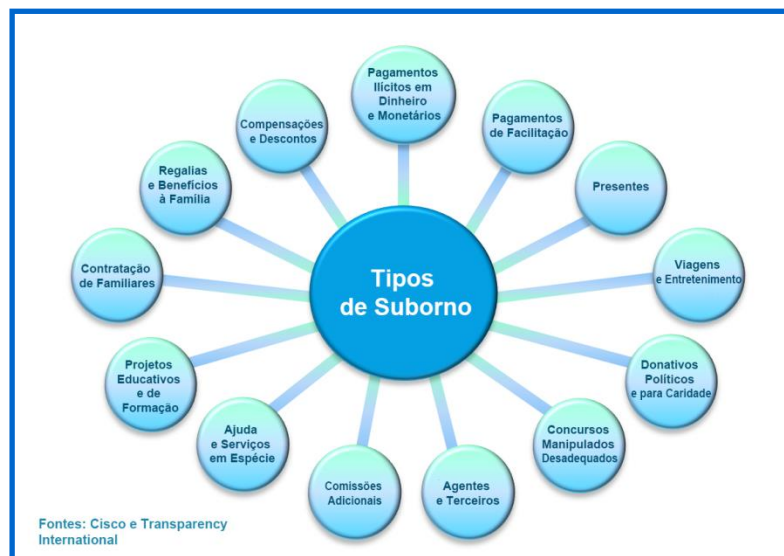 Tipos
de Suborno
Pagamentos
Ilícitos em
Dinheiro
e Monetários
Pagamentos
de Facilitação
Presentes
Viagens
e Entretenimento
Donativos
Políticos
e para Caridade
Concursos
Manipulados
Desadequados
Agentes
e Terceiros
Comissões
Adicionais
Ajuda
e Serviços
em Espécie
Projetos
Educativos
e de
Formação
Contratação
de Familiares
Regalias
e Benefícios
à Família
Compensações
e Descontos
Fontes: Cisco e Transparency
International